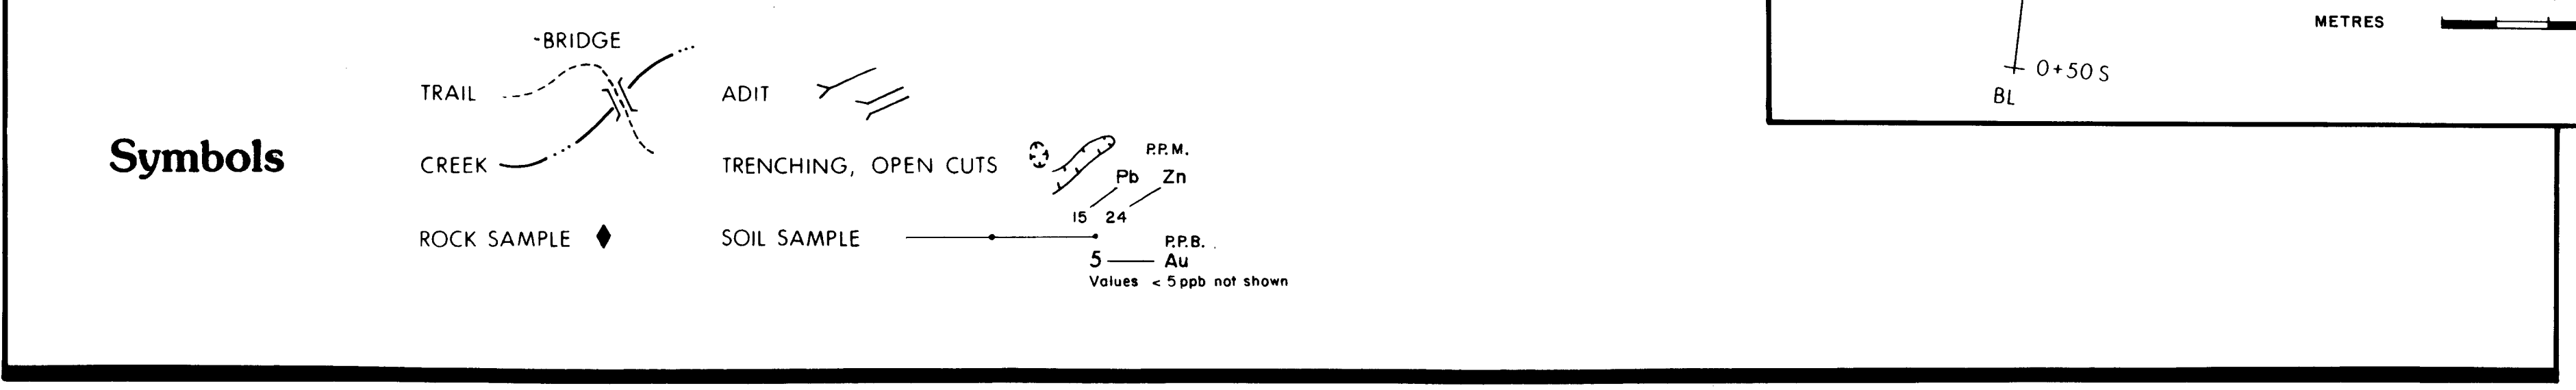 -BRIDGE
TRAIL
ADIT
Symbols
CREEK
TRENCHING, OPEN CUTS
P.P.M.
Pb Zn
15 24
ROCK SAMPLE
SOIL SAMPLE
P.P.B.
5 Au
Values < 5 ppb not shown
METRES
0+50 S
BL